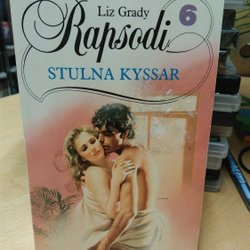 Liz Grady
Rapsodi
6
STULNA KYSSAR